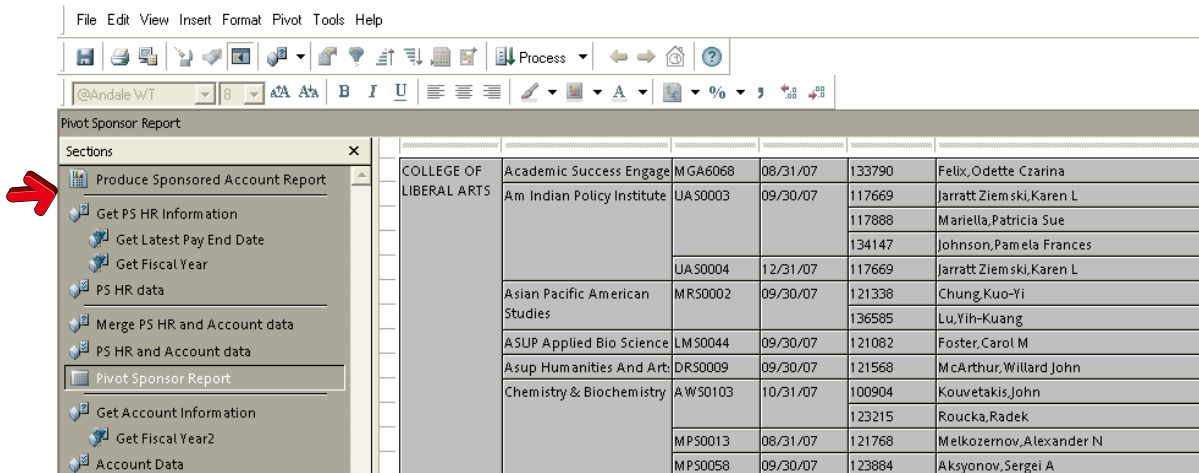 File Edit View Insert Format Pivot Tools Help
Process
@Andale WT 8 B I U A %
Pivot Sponsor Report
Sections
Produce Sponsored Account Report
Get PS HR Information
Get Latest Pay End Date
Get Fiscal Year
PS HR data
Merge PS HR and Account data
PS HR and Account data
Pivot Sponsor Report
Get Account Information
Get Fiscal Year2
Account Data
COLLEGE OF LIBERAL ARTS Academic Success Engage MGA6068 08/31/07 133790 Felix,Odette Czarina
Am Indian Policy Institute UAS0003 09/30/07 117669 Jarratt Ziemski,Karen L
117888 Mariella,Patricia Sue
134147 Johnson,Pamela Frances
UAS0004 12/31/07 117669 Jarratt Ziemski,Karen L
Asian Pacific American Studies MRS0002 09/30/07 121338 Chung,Kuo-Yi
136585 Lu,Yih-Kuang
ASUP Applied Bio Science LMS0044 09/30/07 121082 Foster,Carol M
Asup Humanities And Art: DRS0009 09/30/07 121568 McArthur,Willard John
Chemistry & Biochemistry AWS0103 10/31/07 100904 Kouvetakis,John
123215 Roucka,Radek
MPS0013 08/31/07 121768 Melkozernov,Alexander N
MPS0058 09/30/07 123884 Aksyonov,Sergei A